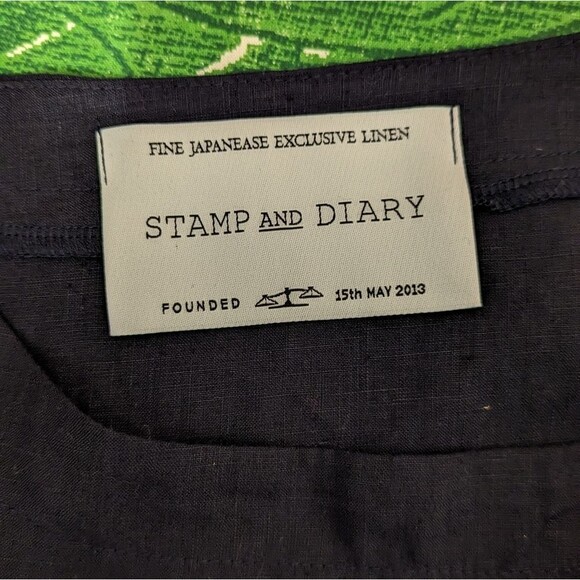 FINE JAPANEASE EXCLUSIVE LINEN
STAMP AND DIARY
FOUNDED 15th MAY 2013